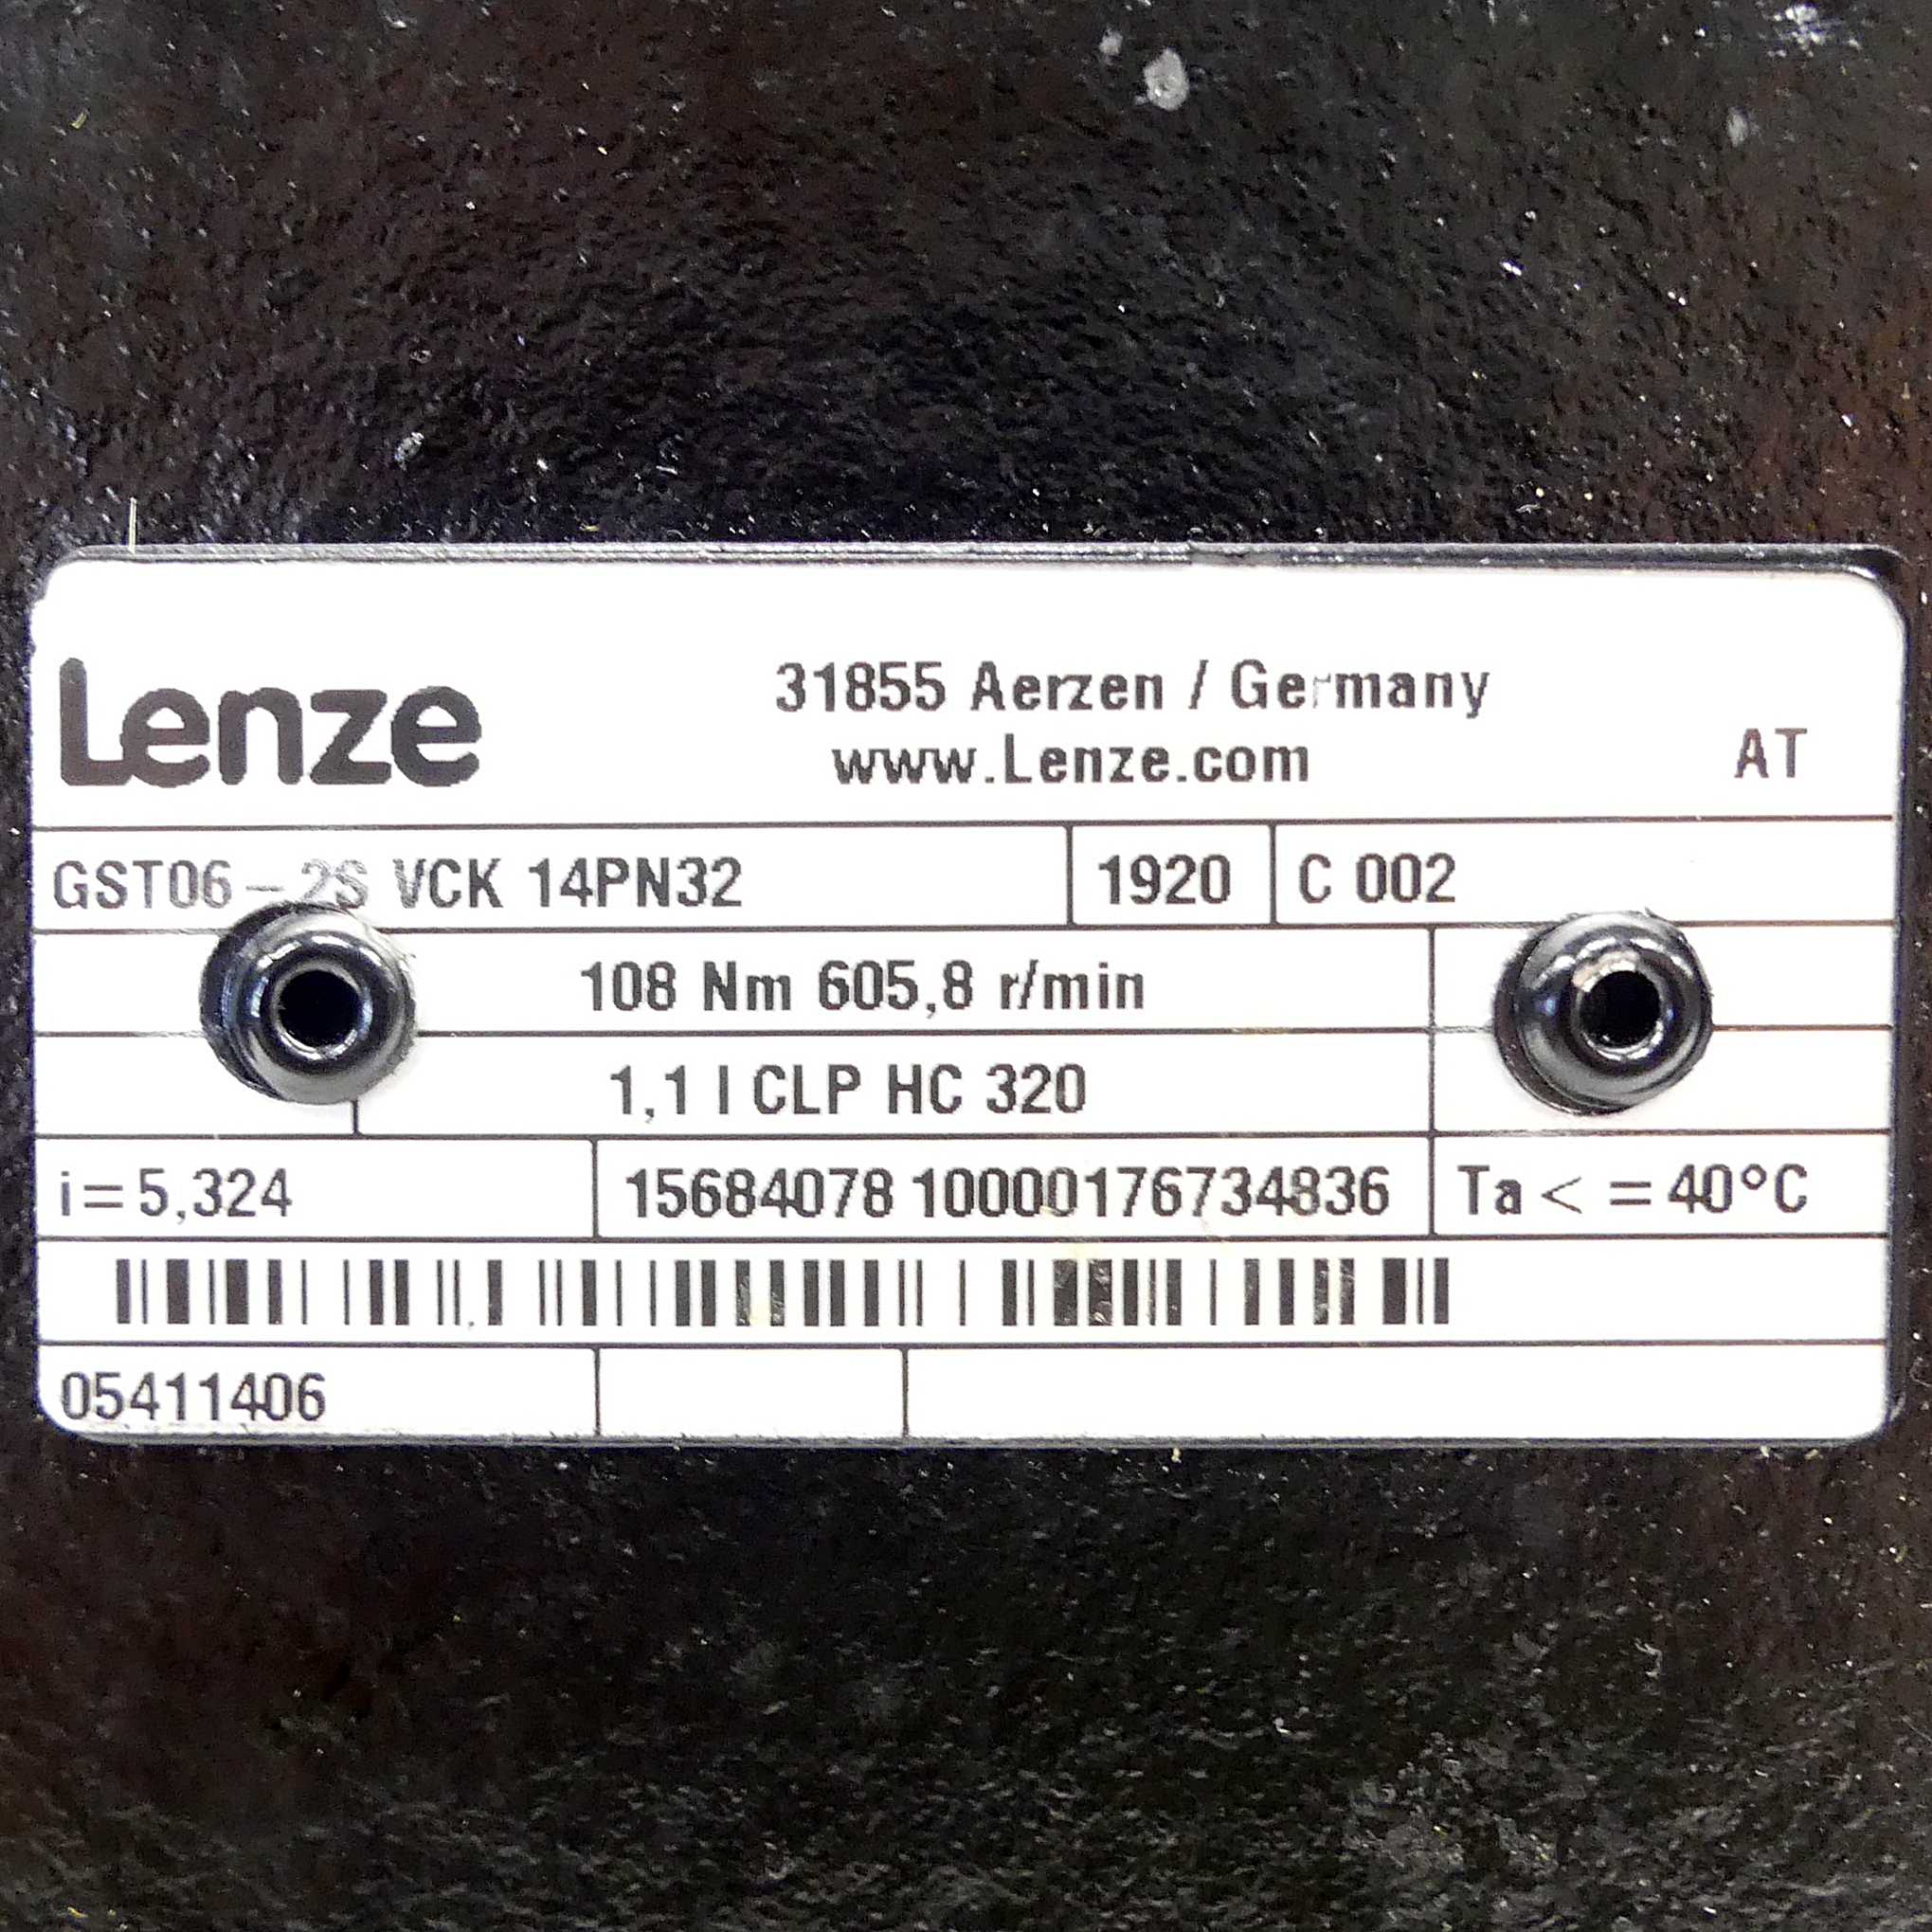 Lenze
31855 Aerzen / Germany
www.Lenze.com
AT
GST06-2S VCK 14PN32 1920 C 002
108 Nm 605,8 r/min
1,1 l CLP HC 320
i=5,324 15684078 10000176734836 Ta < = 40°C
05411406